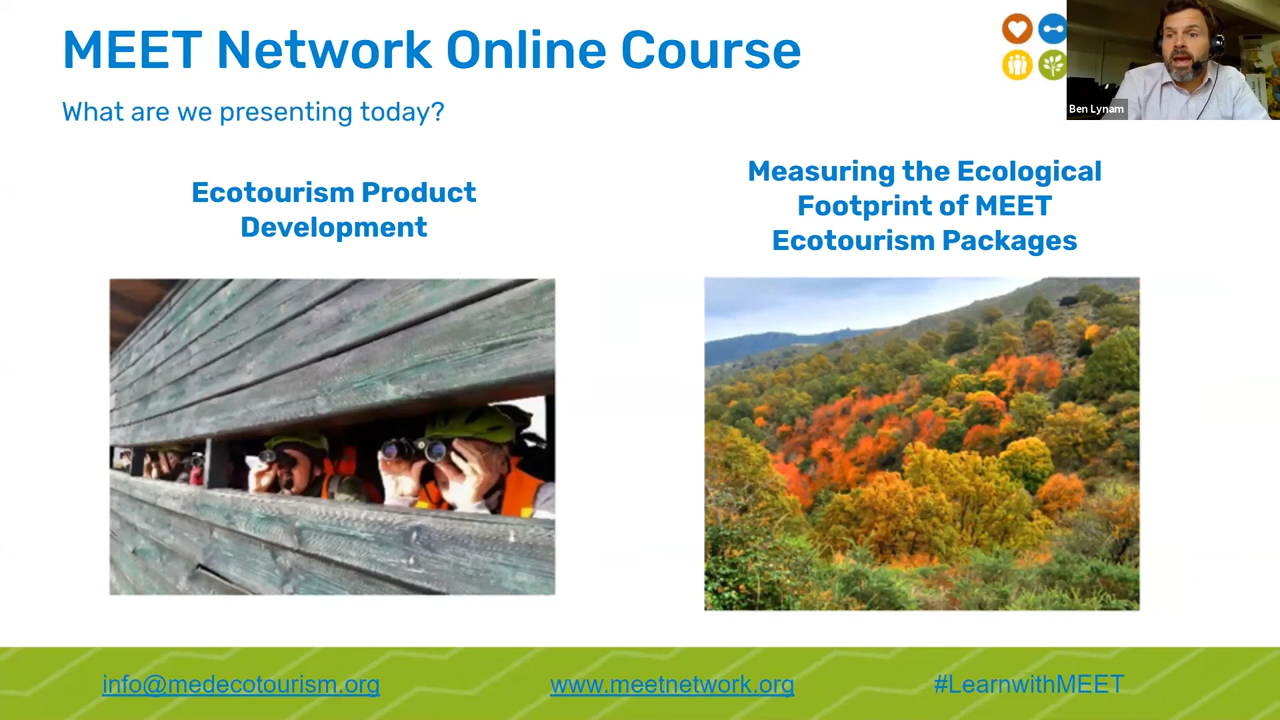 MEET Network Online Course
What are we presenting today?
Ben Lynam
Ecotourism Product
Development
Measuring the Ecological
Footprint of MEET
Ecotourism Packages
info@medecotourism.org
www.meetnetwork.org
#LearnwithMEET